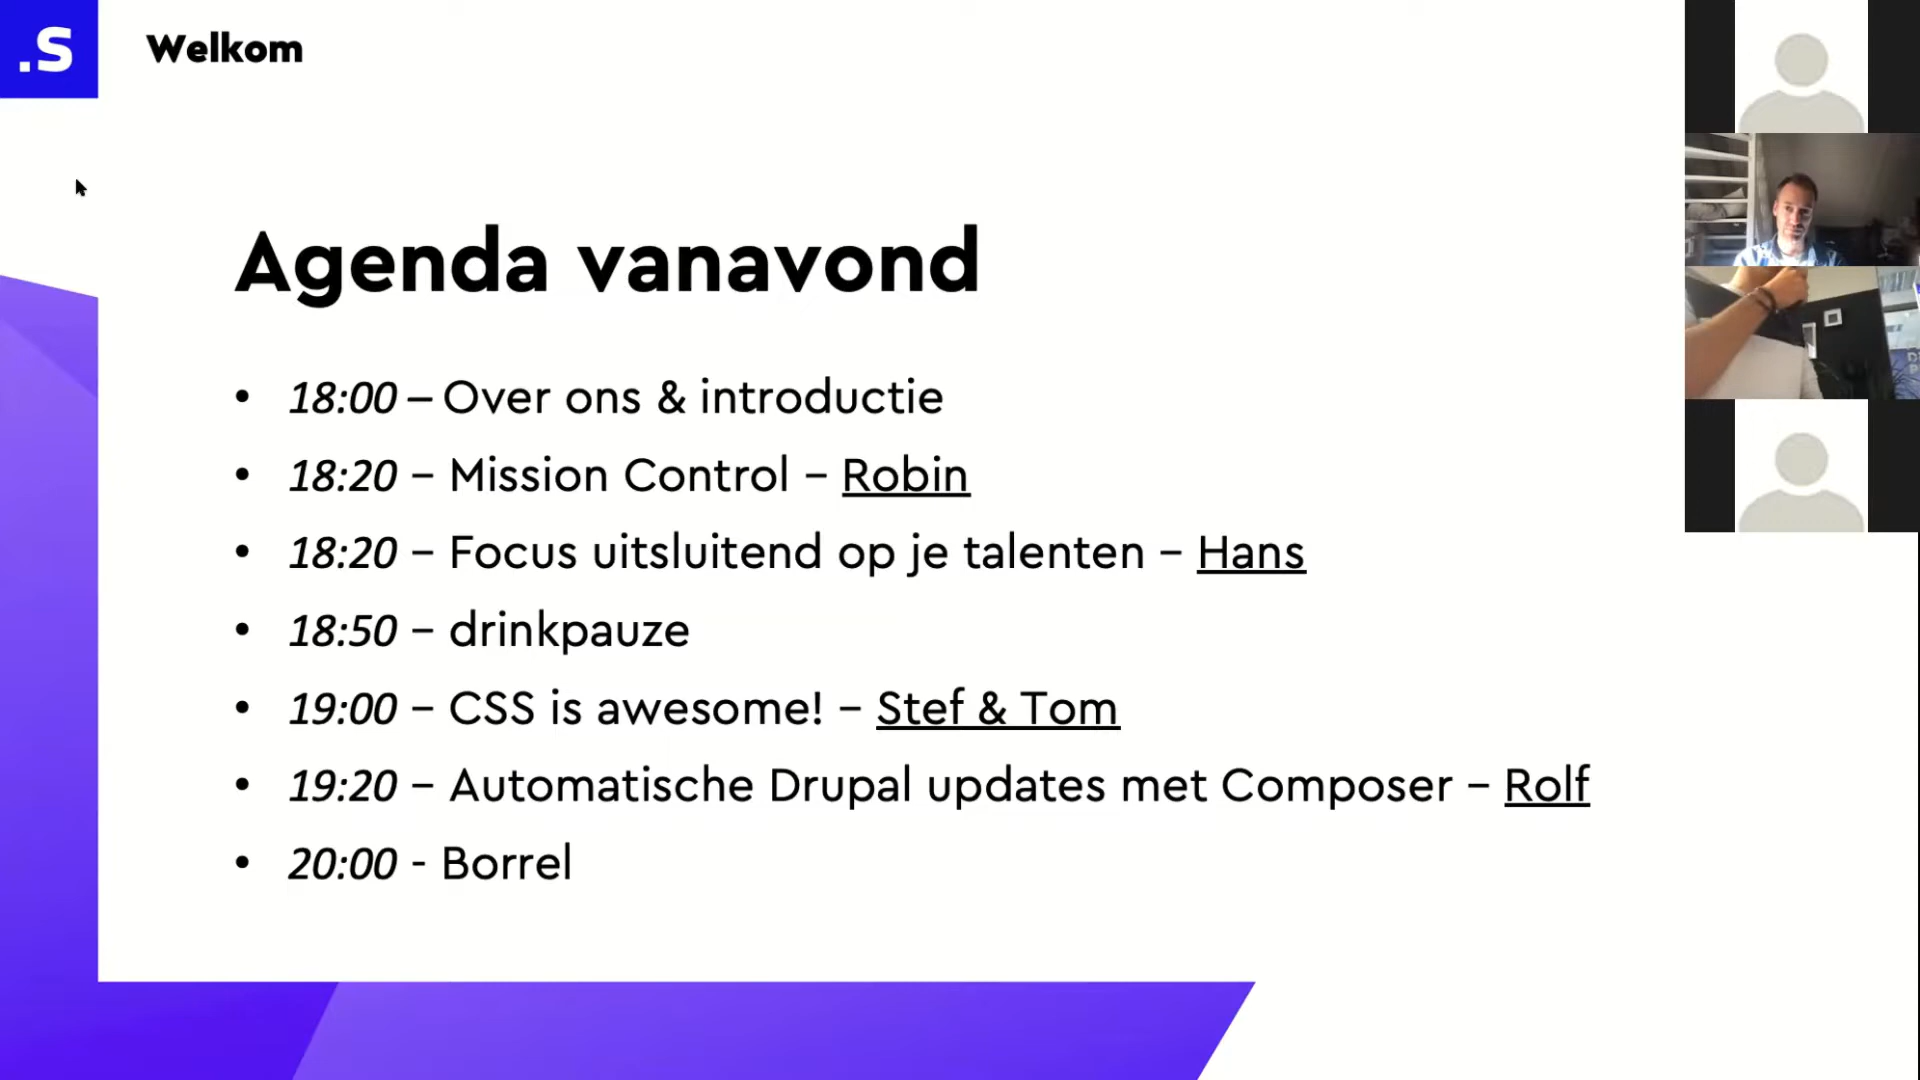 .S
Welkom
Agenda vanavond
• 18:00 – Over ons & introductie
• 18:20 – Mission Control – Robin
• 18:20 – Focus uitsluitend op je talenten – Hans
• 18:50 – drinkpauze
• 19:00 – CSS is awesome! – Stef & Tom
• 19:20 – Automatische Drupal updates met Composer – Rolf
• 20:00 - Borrel